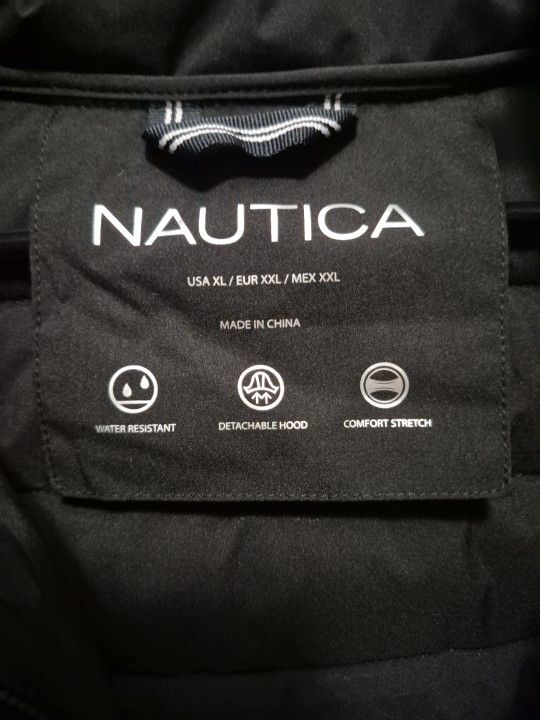 NAUTICA
USA XL / EUR XXL / MEX XXL
MADE IN CHINA
WATER RESISTANT
DETACHABLE HOOD
COMFORT STRETCH